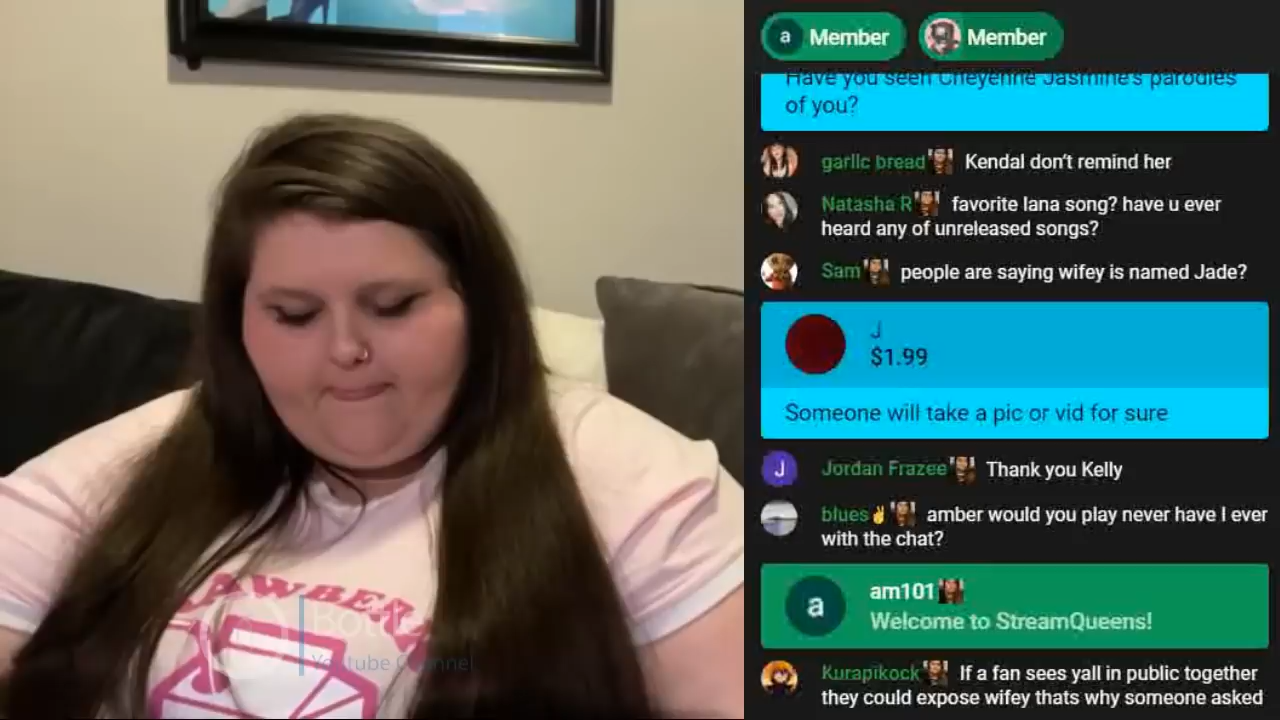 a Member Member
Have you seen Cheyenne Jasmine's parodies
of you?
garlic bread Kendal don't remind her
Natasha R favorite lana song? have u ever
heard any of unreleased songs?
Sam people are saying wifey is named Jade?
J
$1.99
Someone will take a pic or vid for sure
J Jordan Frazee Thank you Kelly
blues✌ amber would you play never have I ever
with the chat?
a am101
Welcome to StreamQueens!
Kurapikock If a fan sees yall in public together
they could expose wifey thats why someone asked
Bottle
Youtube Channel